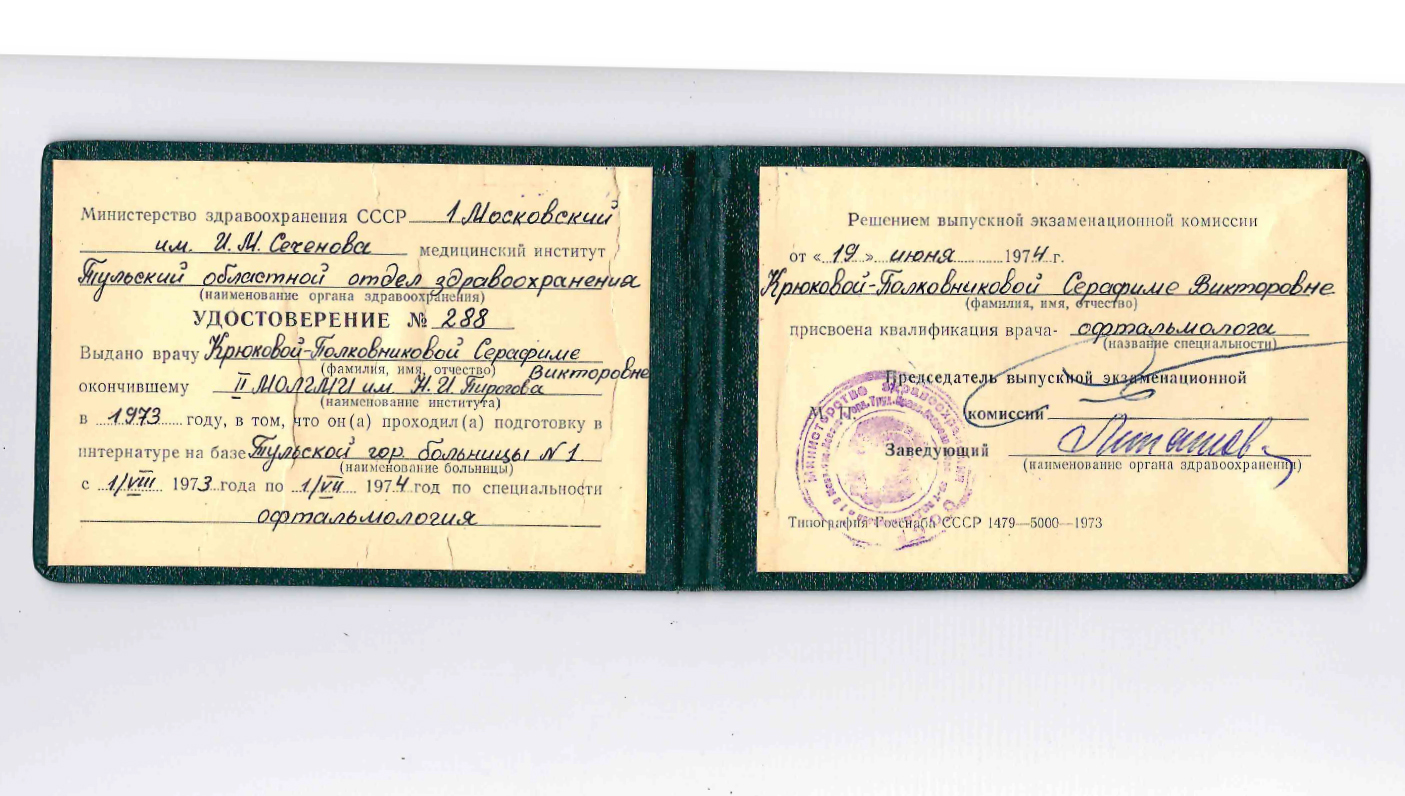 Министерство здравоохранения СССР 1 Московский
им. И.М. Сеченова медицинский институт
Тульский областной отдел здравоохранения
(наименование органа здравоохранения)
УДОСТОВЕРЕНИЕ № 288
Выдано врачу Крюковой-Полковниковой Серафиме
(фамилия, имя, отчество) Викторовне
окончившему II МОЛГМИ им. Н.И. Пирогова
(наименование института)
в 1973 году, в том, что он(а) проходил(а) подготовку в
интернатуре на базе Тульской гор. больницы N 1
(наименование больницы)
с 1/VIII 1973 года по 1/VII 1974 год по специальности
офтальмология
Решением выпускной экзаменационной комиссии
от «19» июня 1974 г.
Крюковой-Полковниковой Серафиме Викторовне
(фамилия, имя, отчество)
присвоена квалификация врача- офтальмолога
(название специальности)
Председатель выпускной экзаменационной
М. П. комиссии
Заведующий
(наименование органа здравоохранения)
Типография Госснаба СССР 1479—5000—1973
Министерство здравоохранения